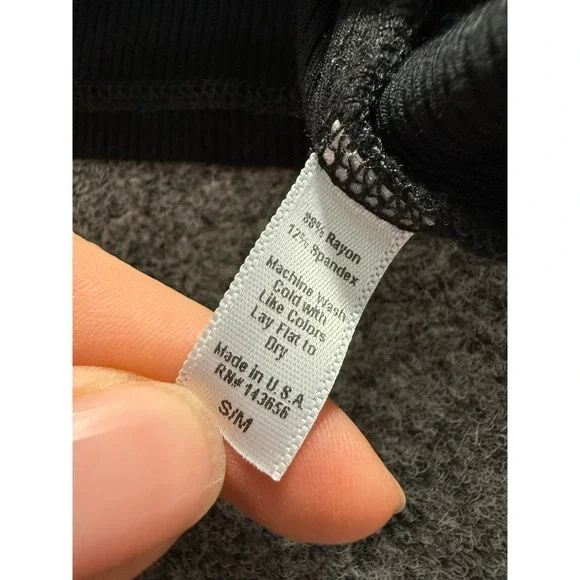 88% Rayon
12% Spandex
Machine Wash
Cold with
Like Colors
Lay Flat to
Dry
Made in U.S.A.
RN# 143656
S/M